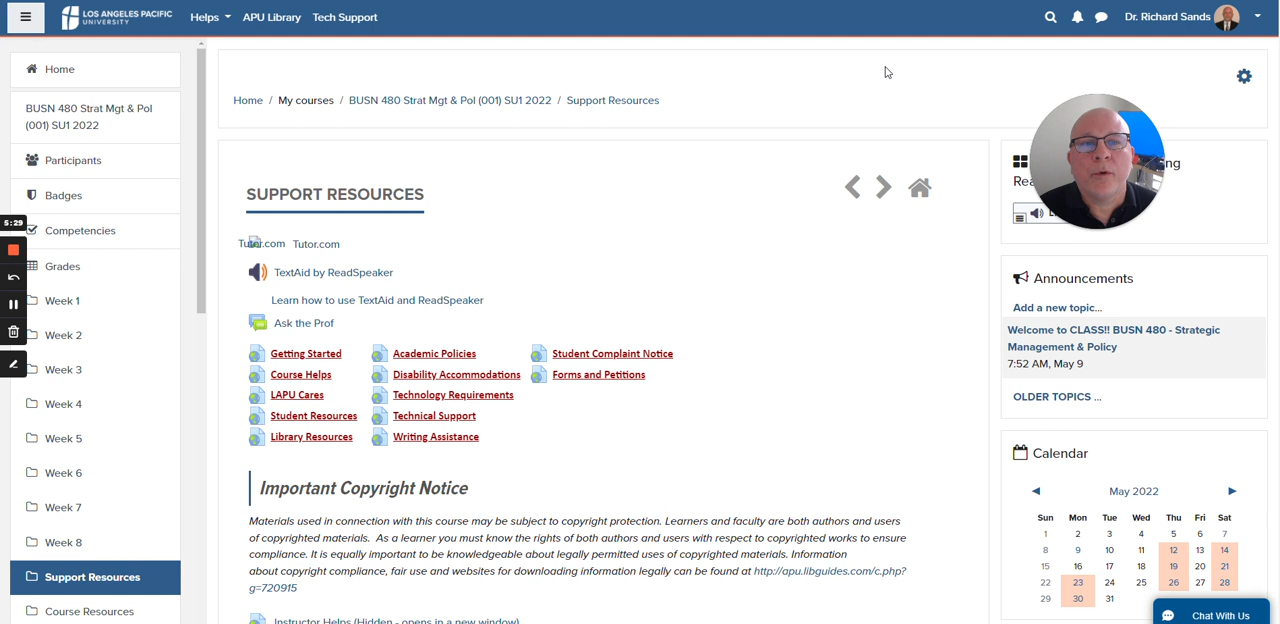 LOS ANGELES PACIFIC
UNIVERSITY
Helps
APU Library
Tech Support
Dr. Richard Sands
Home
BUSN 480 Strat Mgt & Pol
(001) SU1 2022
Participants
Badges
5:29
Competencies
Grades
Week 1
Week 2
Week 3
Week 4
Week 5
Week 6
Week 7
Week 8
Support Resources
Course Resources
Home / My courses / BUSN 480 Strat Mgt & Pol (001) SU1 2022 / Support Resources
SUPPORT RESOURCES
Tutor.com
TextAid by ReadSpeaker
Learn how to use TextAid and ReadSpeaker
Ask the Prof
Getting Started
Academic Policies
Student Complaint Notice
Course Helps
Disability Accommodations
Forms and Petitions
LAPU Cares
Technology Requirements
Student Resources
Technical Support
Library Resources
Writing Assistance
Important Copyright Notice
Materials used in connection with this course may be subject to copyright protection. Learners and faculty are both authors and users
of copyrighted materials. As a learner you must know the rights of both authors and users with respect to copyrighted works to ensure
compliance. It is equally important to be knowledgeable about legally permitted uses of copyrighted materials. Information
about copyright compliance, fair use and websites for downloading information legally can be found at http://apu.libguides.com/c.php?
g=720915
Instructor Helps (Hidden - opens in a new window)
Announcements
Add a new topic...
Welcome to CLASS!! BUSN 480 - Strategic
Management & Policy
7:52 AM, May 9
OLDER TOPICS ...
Calendar
◀ May 2022 ▶
Sun Mon Tue Wed Thu Fri Sat
1 2 3 4 5 6 7
8 9 10 11 12 13 14
15 16 17 18 19 20 21
22 23 24 25 26 27 28
29 30 31
Chat With Us